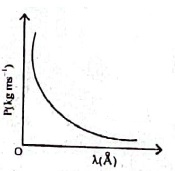 P(kg ms⁻¹)
O
λ(Å)